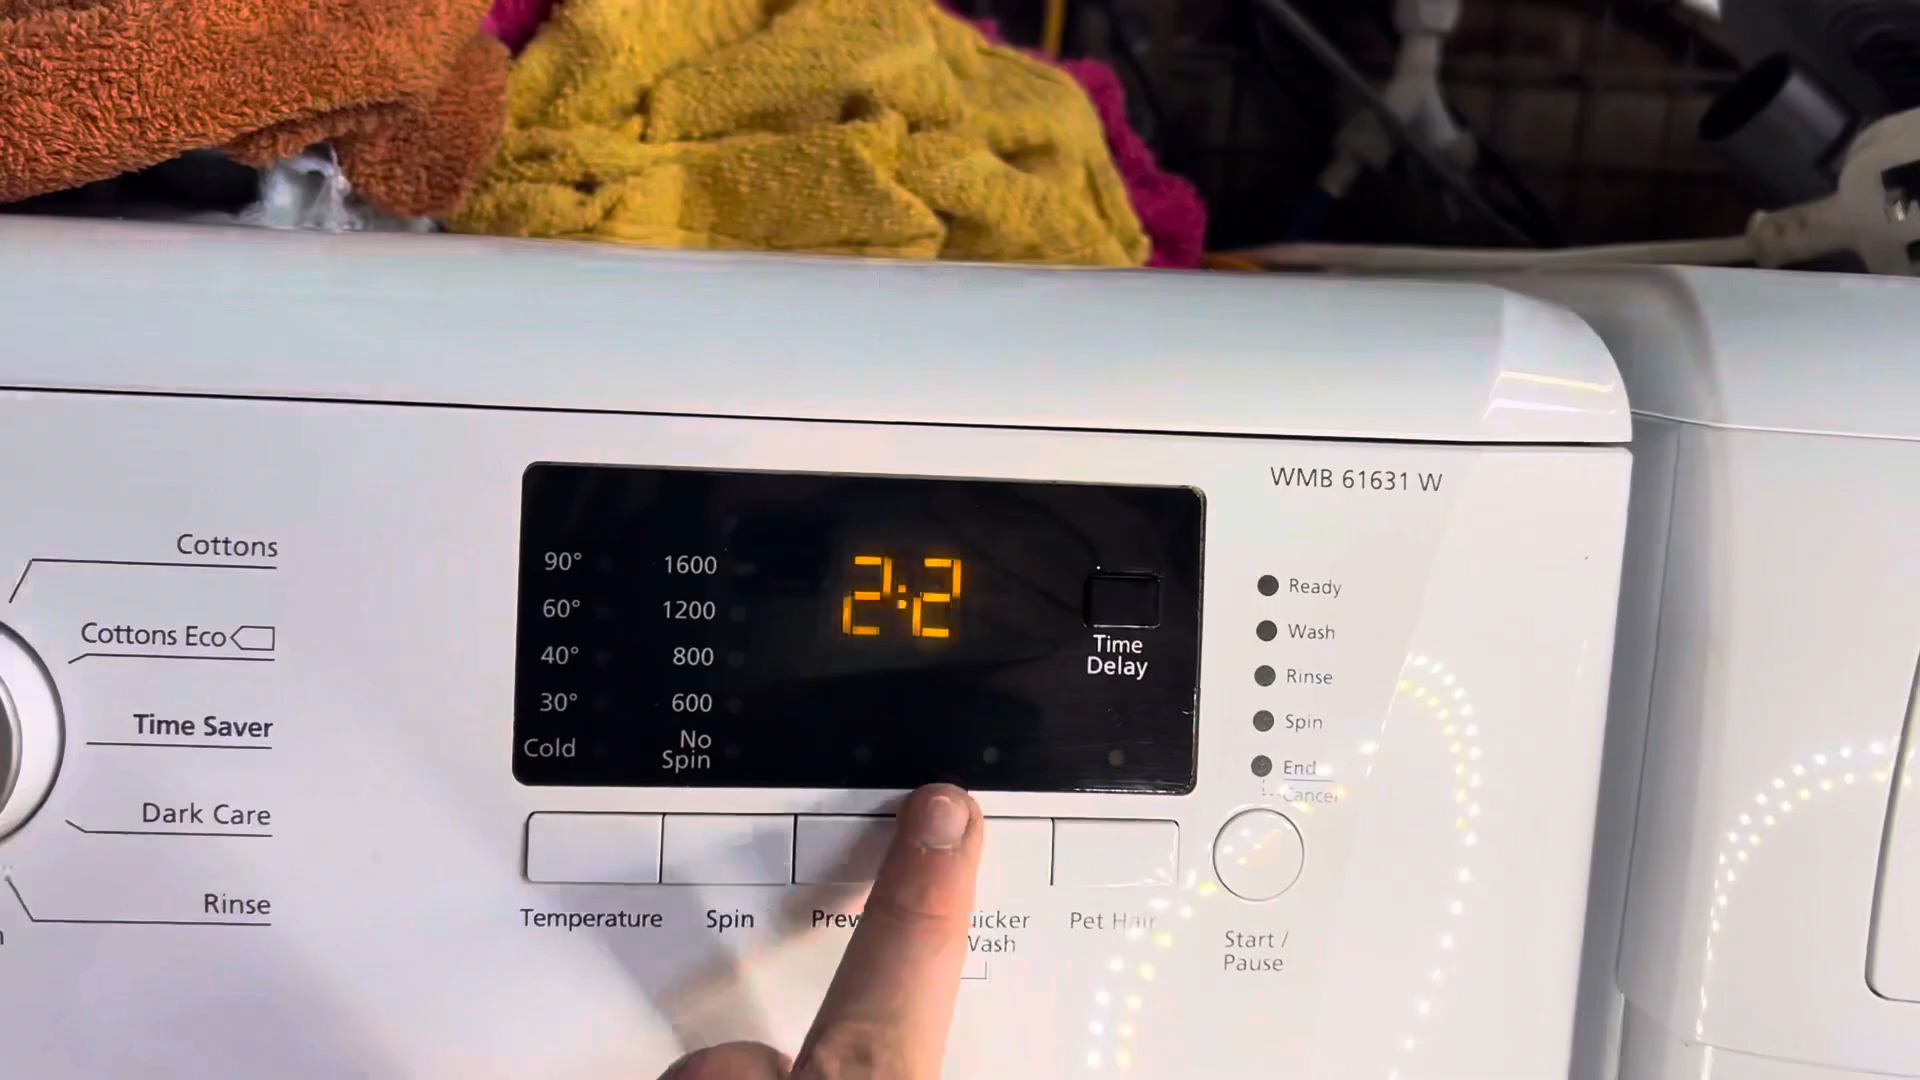 WMB 61631 W
Cottons
Cottons Eco
Time Saver
Dark Care
Rinse
90° 1600
60° 1200
40° 800
30° 600
Cold No
Spin
2:2
Time
Delay
Ready
Wash
Rinse
Spin
End
Cancel
Temperature Spin Pet Hair
Start /
Pause